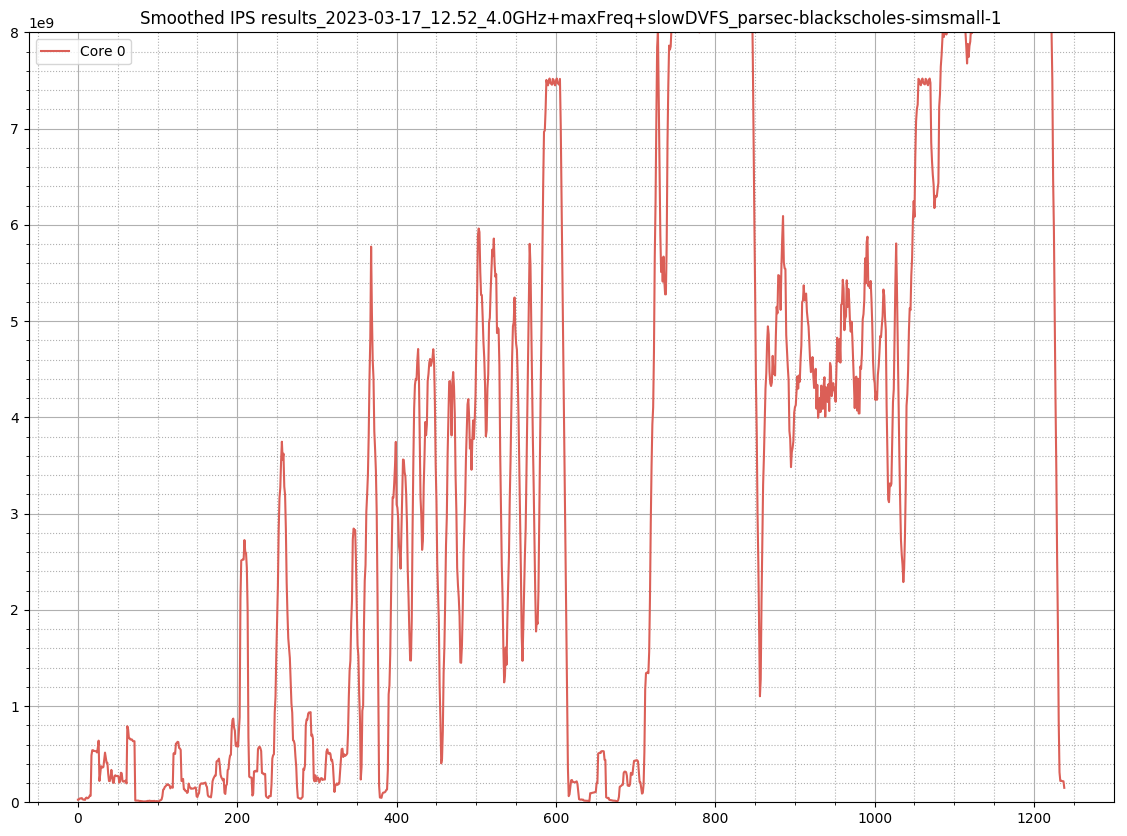 Smoothed IPS results_2023-03-17_12.52_4.0GHz+maxFreq+slowDVFS_parsec-blackscholes-simsmall-1
1e9
Core 0
8
7
6
5
4
3
2
1
0
0 200 400 600 800 1000 1200